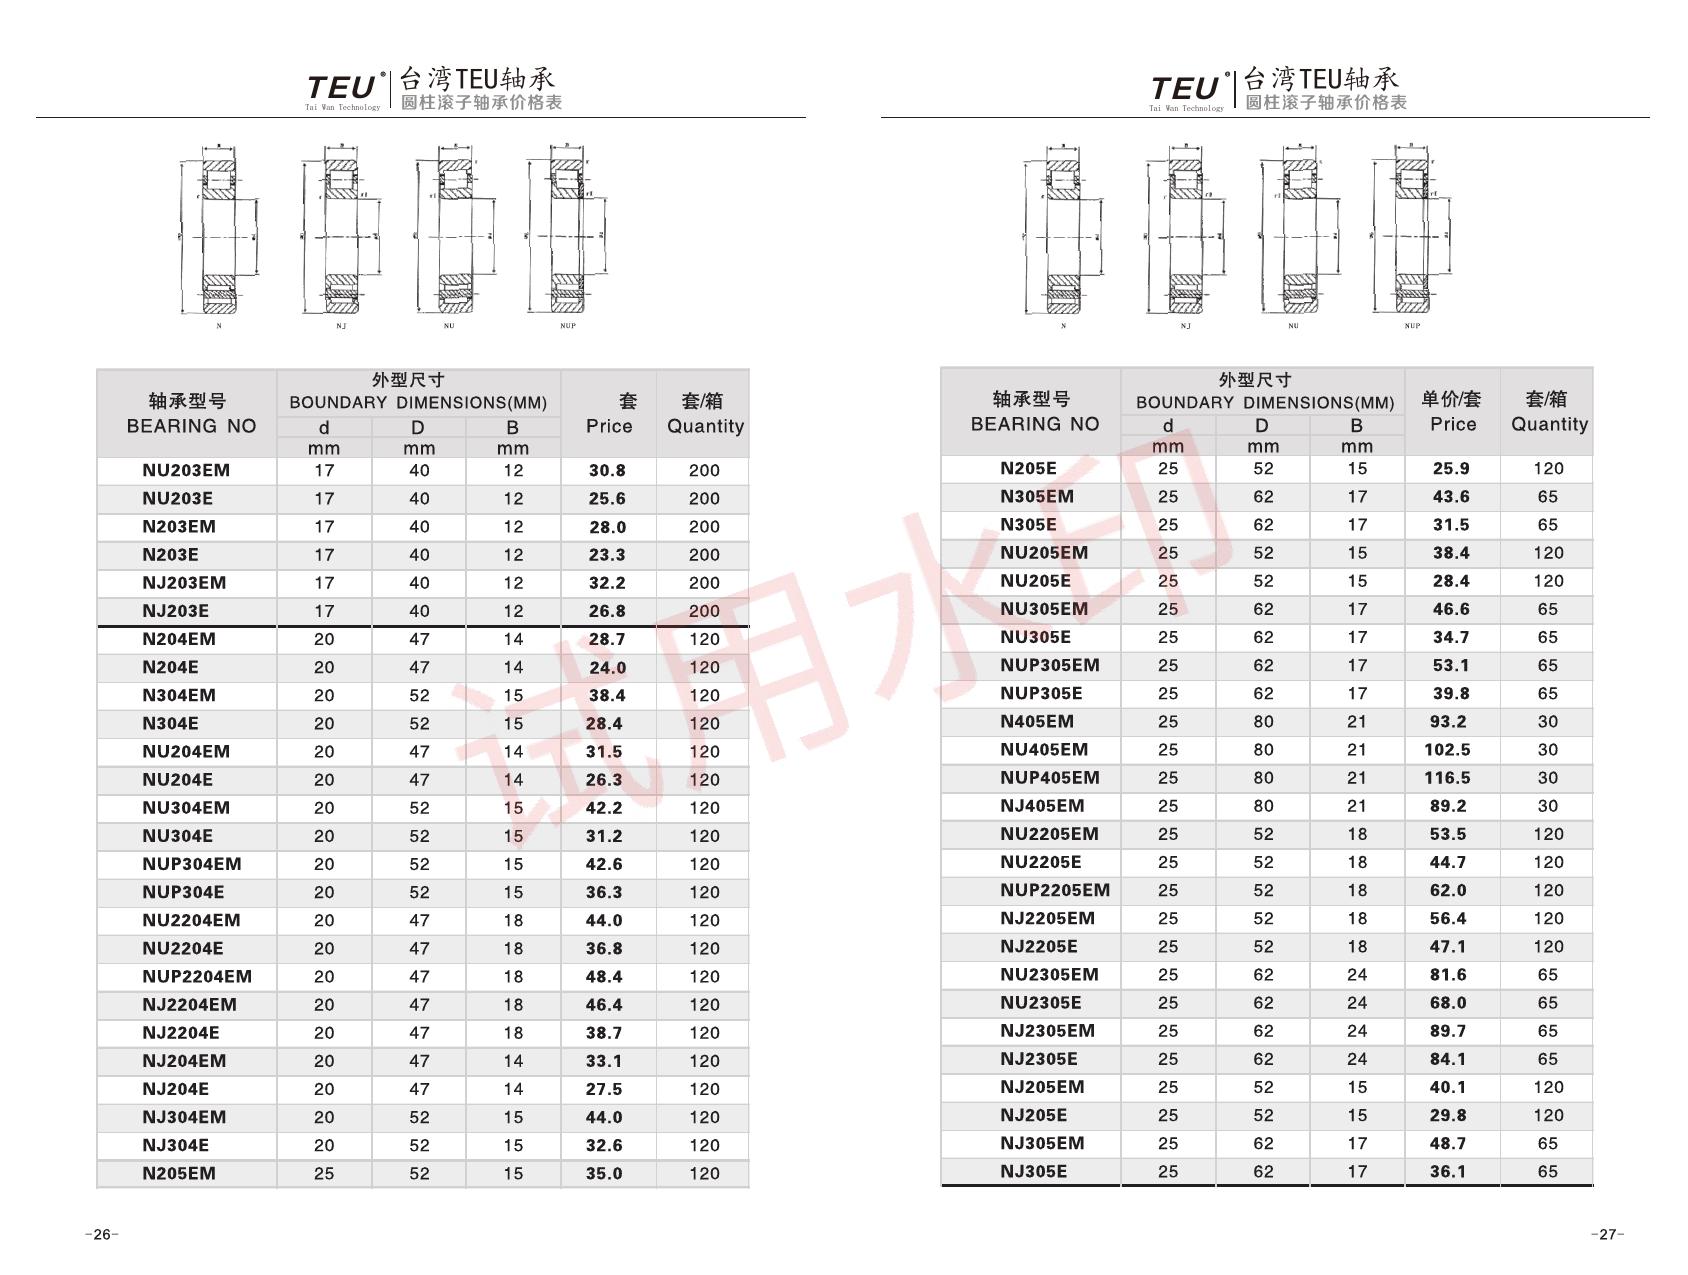 TEU® 台湾TEU轴承
Tai Wan Technology 圆柱滚子轴承价格表
N NJ NU NUP
轴承型号 外型尺寸 套 套/箱
BEARING NO BOUNDARY DIMENSIONS(MM) Price Quantity
d D B
mm mm mm
NU203EM 17 40 12 30.8 200
NU203E 17 40 12 25.6 200
N203EM 17 40 12 28.0 200
N203E 17 40 12 23.3 200
NJ203EM 17 40 12 32.2 200
NJ203E 17 40 12 26.8 200
N204EM 20 47 14 28.7 120
N204E 20 47 14 24.0 120
N304EM 20 52 15 38.4 120
N304E 20 52 15 28.4 120
NU204EM 20 47 14 31.5 120
NU204E 20 47 14 26.3 120
NU304EM 20 52 15 42.2 120
NU304E 20 52 15 31.2 120
NUP304EM 20 52 15 42.6 120
NUP304E 20 52 15 36.3 120
NU2204EM 20 47 18 44.0 120
NU2204E 20 47 18 36.8 120
NUP2204EM 20 47 18 48.4 120
NJ2204EM 20 47 18 46.4 120
NJ2204E 20 47 18 38.7 120
NJ204EM 20 47 14 33.1 120
NJ204E 20 47 14 27.5 120
NJ304EM 20 52 15 44.0 120
NJ304E 20 52 15 32.6 120
N205EM 25 52 15 35.0 120
-26-
TEU® 台湾TEU轴承
Tai Wan Technology 圆柱滚子轴承价格表
N NJ NU NUP
轴承型号 外型尺寸 单价/套 套/箱
BEARING NO BOUNDARY DIMENSIONS(MM) Price Quantity
d D B
mm mm mm
N205E 25 52 15 25.9 120
N305EM 25 62 17 43.6 65
N305E 25 62 17 31.5 65
NU205EM 25 52 15 38.4 120
NU205E 25 52 15 28.4 120
NU305EM 25 62 17 46.6 65
NU305E 25 62 17 34.7 65
NUP305EM 25 62 17 53.1 65
NUP305E 25 62 17 39.8 65
N405EM 25 80 21 93.2 30
NU405EM 25 80 21 102.5 30
NUP405EM 25 80 21 116.5 30
NJ405EM 25 80 21 89.2 30
NU2205EM 25 52 18 53.5 120
NU2205E 25 52 18 44.7 120
NUP2205EM 25 52 18 62.0 120
NJ2205EM 25 52 18 56.4 120
NJ2205E 25 52 18 47.1 120
NU2305EM 25 62 24 81.6 65
NU2305E 25 62 24 68.0 65
NJ2305EM 25 62 24 89.7 65
NJ2305E 25 62 24 84.1 65
NJ205EM 25 52 15 40.1 120
NJ205E 25 52 15 29.8 120
NJ305EM 25 62 17 48.7 65
NJ305E 25 62 17 36.1 65
-27-
试用水印